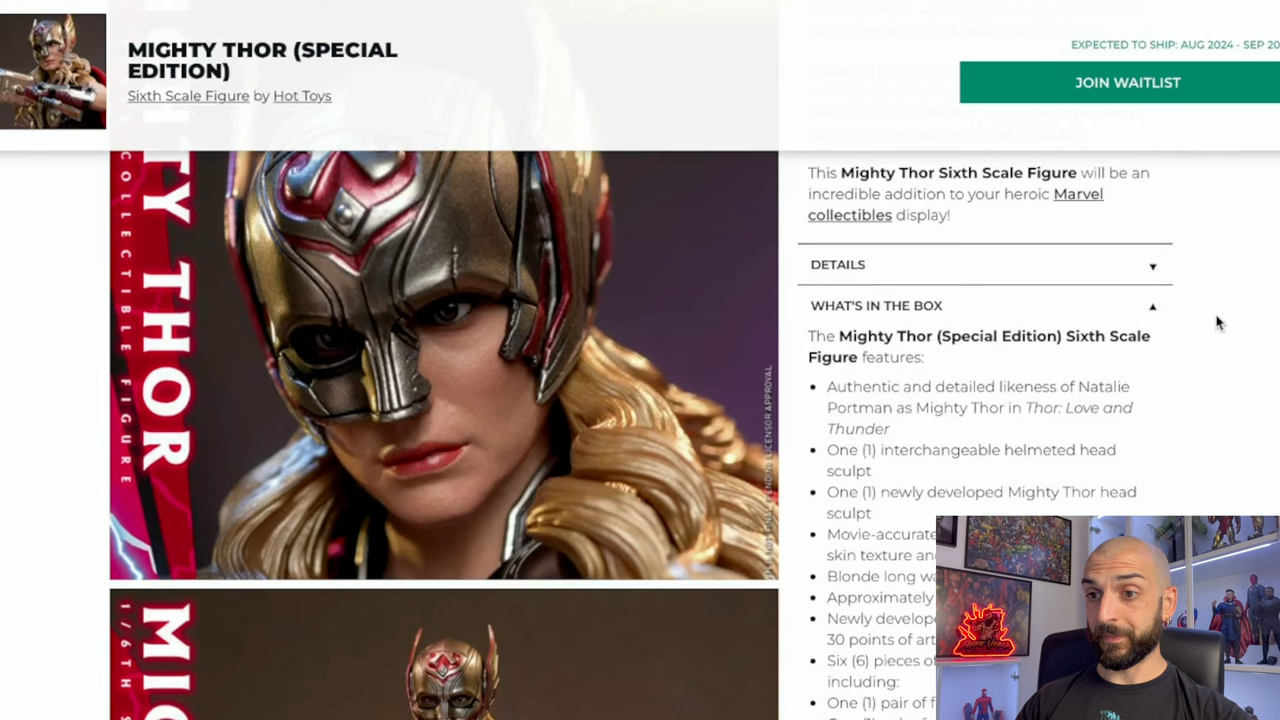 MIGHTY THOR (SPECIAL
EDITION)
Sixth Scale Figure by Hot Toys
EXPECTED TO SHIP: AUG 2024 - SEP 20
JOIN WAITLIST
TY THOR
COLLECTIBLE FIGURE
LICENSOR APPROVAL
MIG
1/6TH S
This Mighty Thor Sixth Scale Figure will be an
incredible addition to your heroic Marvel
collectibles display!
DETAILS
WHAT'S IN THE BOX
The Mighty Thor (Special Edition) Sixth Scale
Figure features:
• Authentic and detailed likeness of Natalie
Portman as Mighty Thor in Thor: Love and
Thunder
• One (1) interchangeable helmeted head
sculpt
• One (1) newly developed Mighty Thor head
sculpt
• Movie-accurate
skin texture an
• Blonde long wa
• Approximately
• Newly develope
30 points of art
• Six (6) pieces o
including:
• One (1) pair of f